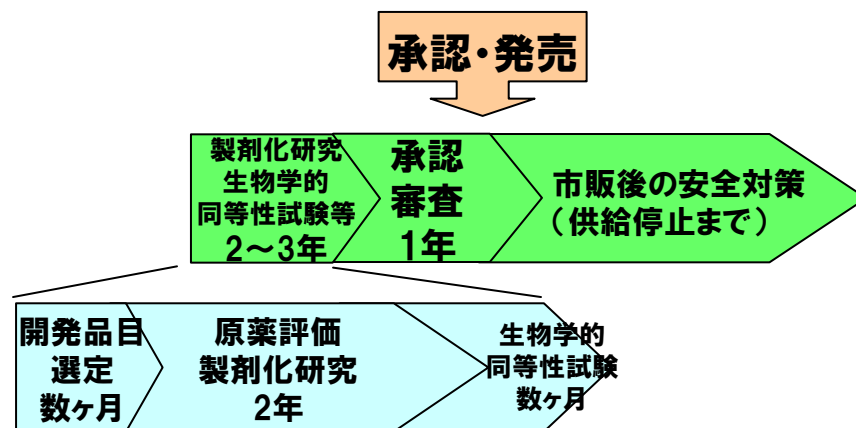 承認・発売
製剤化研究
生物学的
同等性試験等
2～3年
承認
審査
1年
市販後の安全対策
（供給停止まで）
開発品目
選定
数ヶ月
原薬評価
製剤化研究
2年
生物学的
同等性試験
数ヶ月